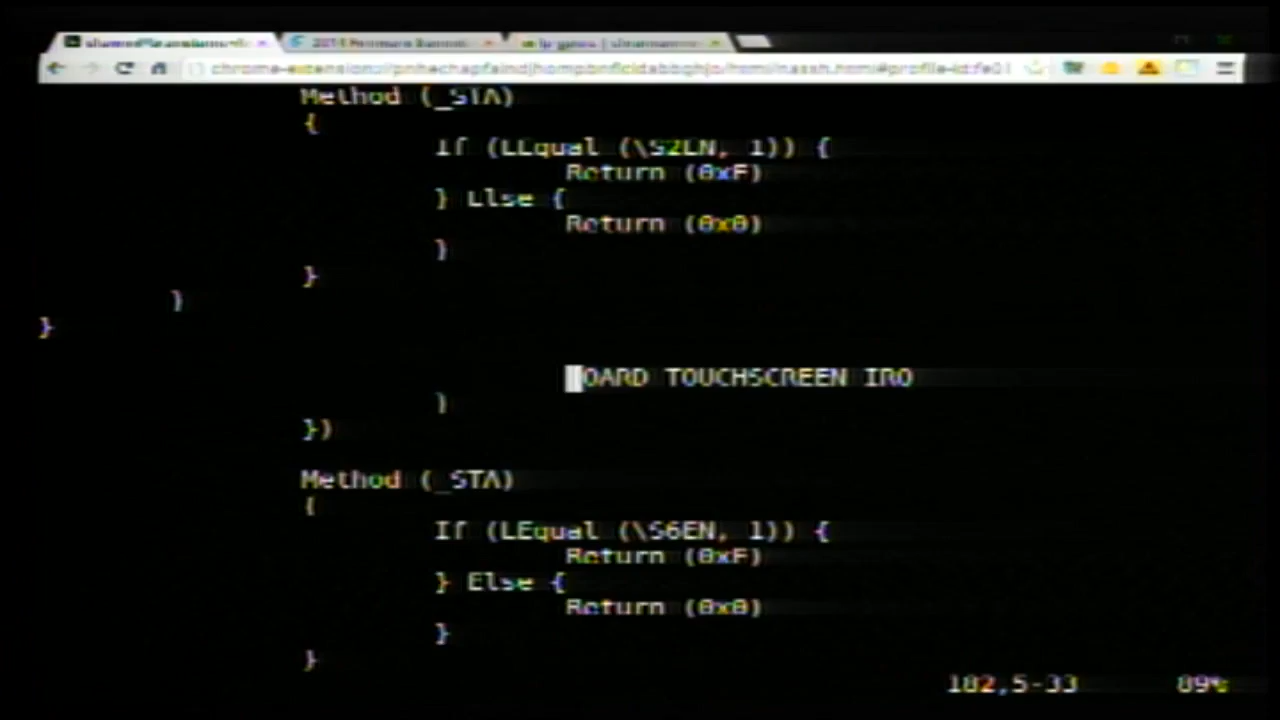 Method (_STA)
{
If (LEqual (\S2EN, 1)) {
Return (0xF)
} Else {
Return (0x0)
}
}
}
}
OARD TOUCHSCREEN IRQ
)
})
Method (_STA)
{
If (LEqual (\S6EN, 1)) {
Return (0xF)
} Else {
Return (0x0)
}
}
182,5-33 89%